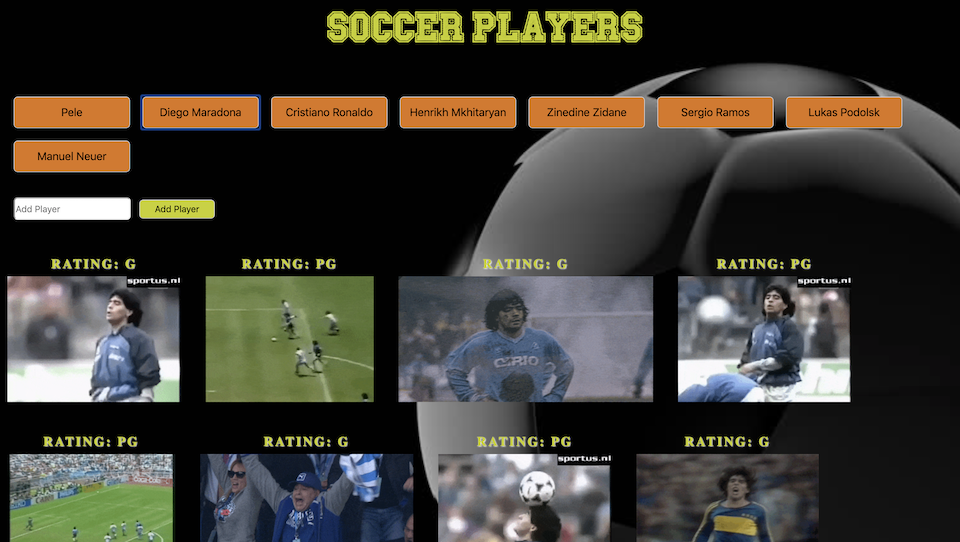 SOCCER PLAYERS
Pele
Diego Maradona
Cristiano Ronaldo
Henrikh Mkhitaryan
Zinedine Zidane
Sergio Ramos
Lukas Podolsk
Manuel Neuer
Add Player
Add Player
RATING: G
RATING: PG
RATING: G
RATING: PG
sportus.nl
CIRIO
sportus.nl
RATING: PG
RATING: G
RATING: PG
RATING: G
sportus.nl